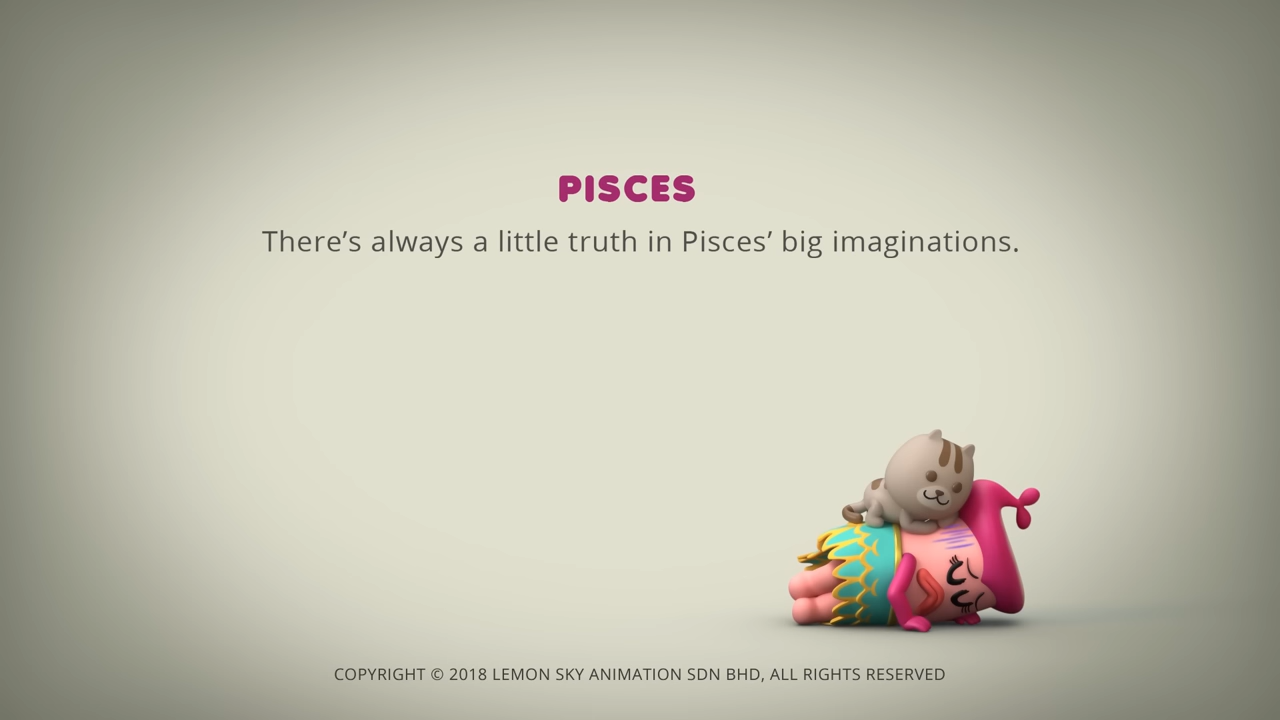 PISCES
There’s always a little truth in Pisces’ big imaginations.
COPYRIGHT © 2018 LEMON SKY ANIMATION SDN BHD, ALL RIGHTS RESERVED